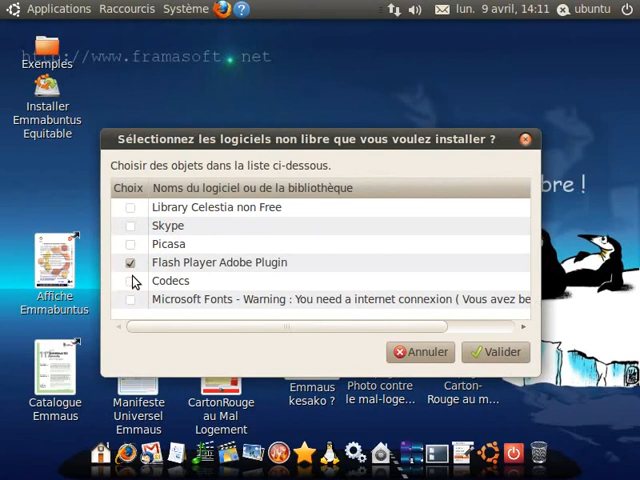 Applications Raccourcis Système lun. 9 avril, 14:11 ubuntu
http://www.framasoft.net
Exemples
Installer
Emmabuntus
Equitable
Sélectionnez les logiciels non libre que vous voulez installer ?
Choisir des objets dans la liste ci-dessous.
Choix Noms du logiciel ou de la bibliothèque
Library Celestia non Free
Skype
Picasa
Flash Player Adobe Plugin
Codecs
Microsoft Fonts - Warning : You need a internet connexion ( Vous avez be
Annuler Valider
bre !
Affiche
Emmabuntus
Catalogue
Emmaus
Manifeste
Universel
Emmaus
CartonRouge
au Mal
Logement
Emmaus
kesako ?
Photo contre
le mal-loge...
Carton-
Rouge au m...